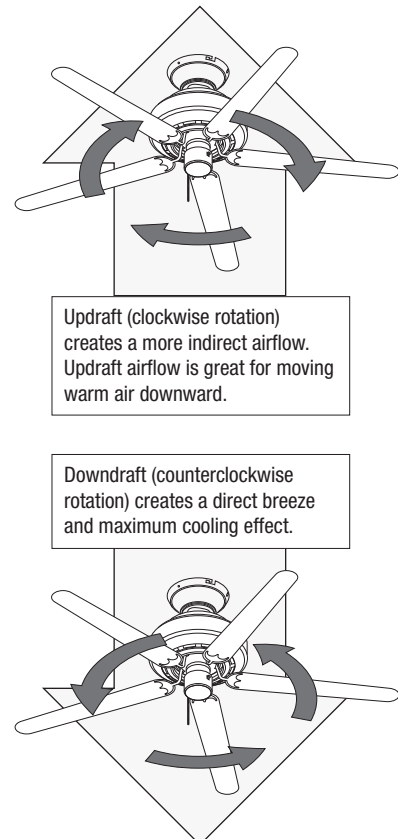 Updraft (clockwise rotation)
creates a more indirect airflow.
Updraft airflow is great for moving
warm air downward.
Downdraft (counterclockwise
rotation) creates a direct breeze
and maximum cooling effect.